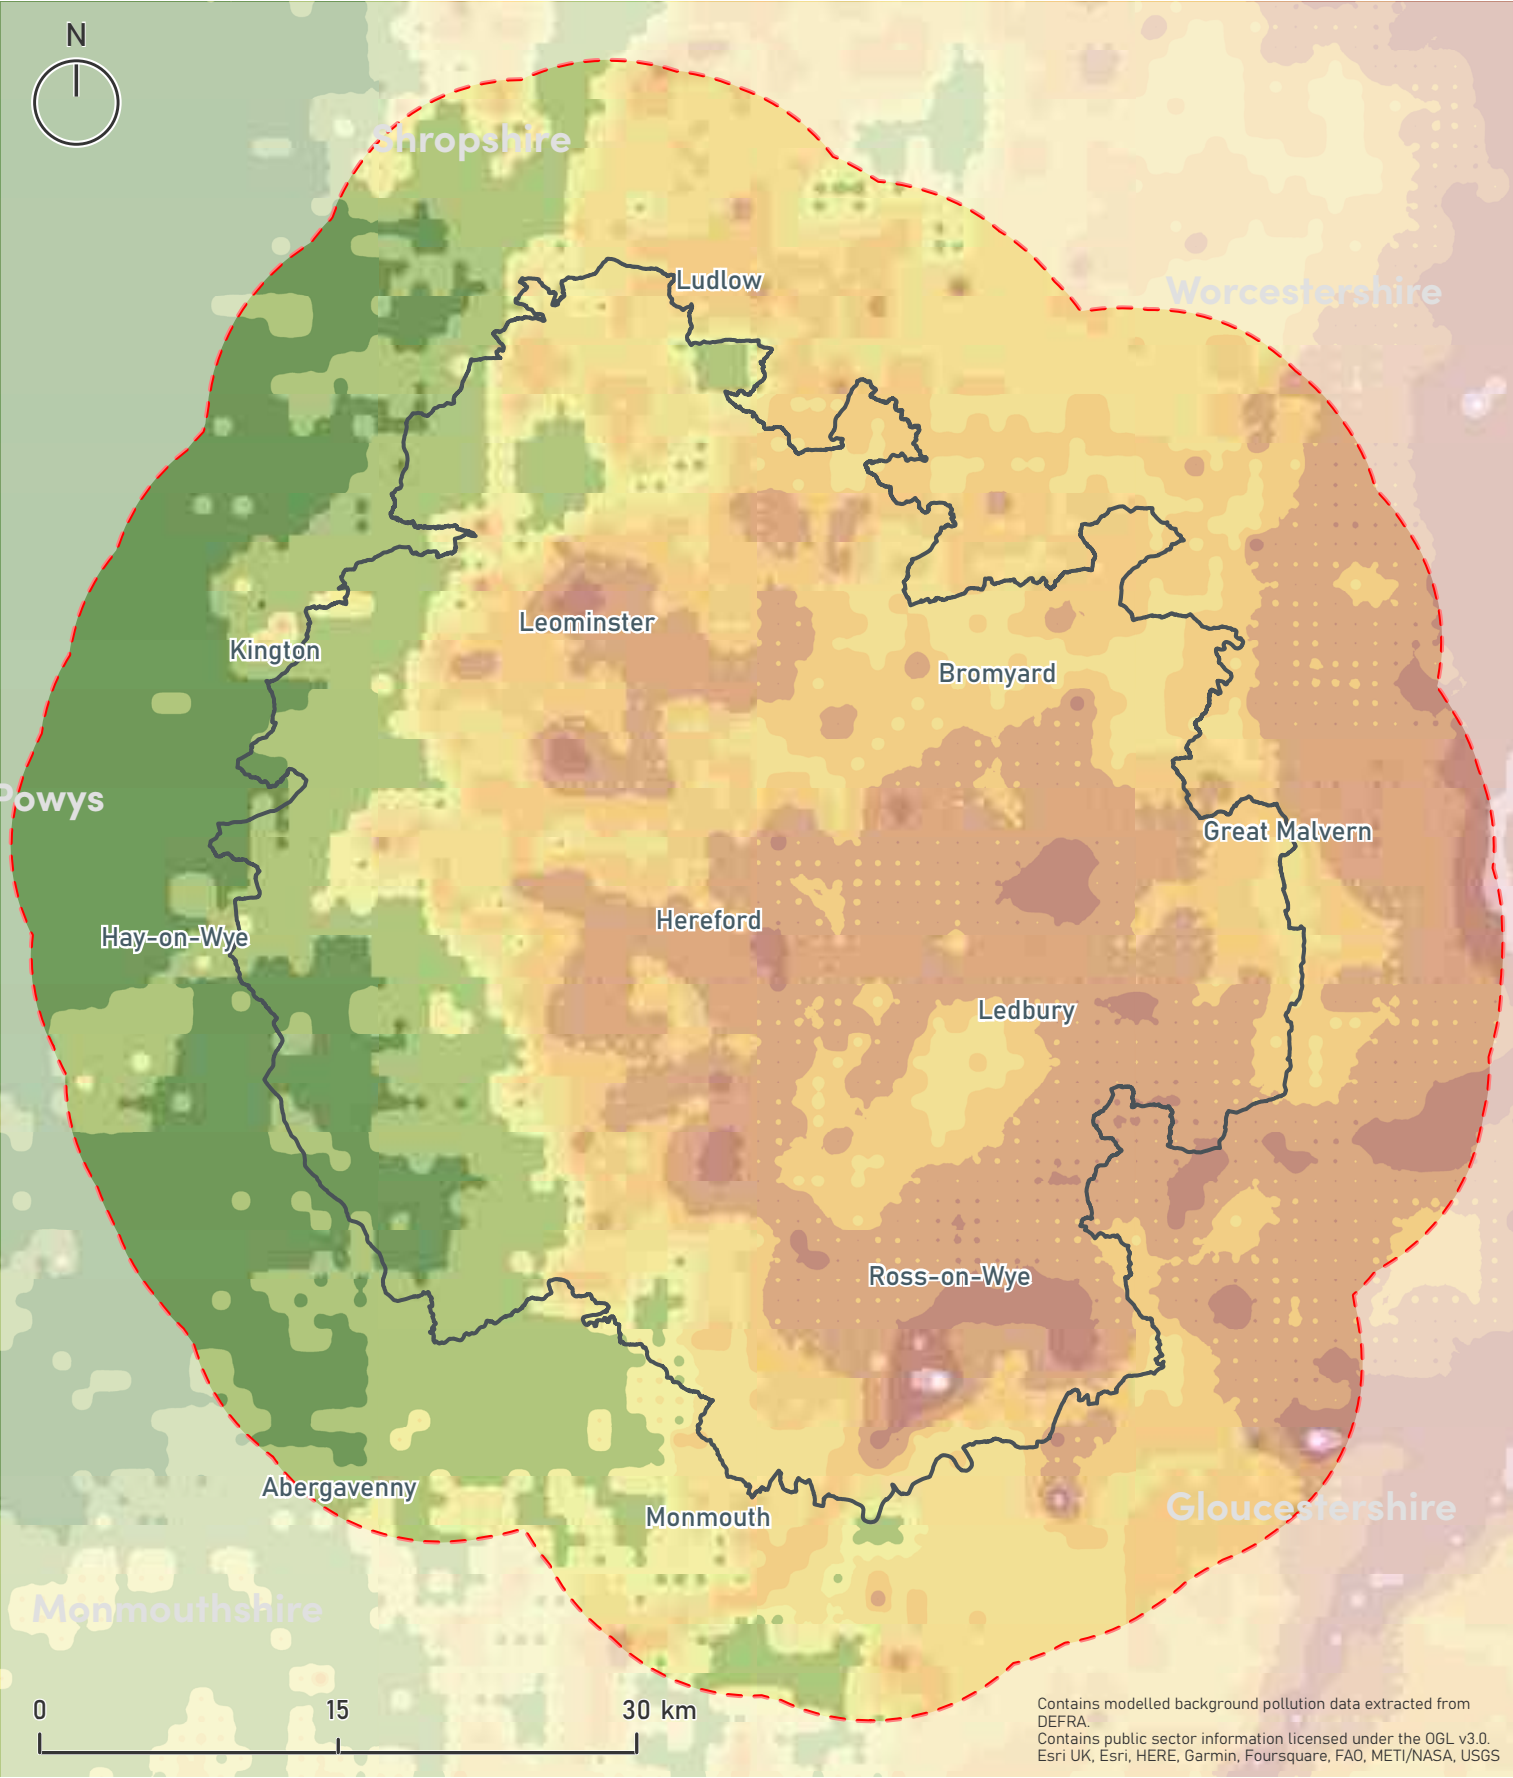 N
Shropshire
Ludlow
Worcestershire
Leominster
Kington
Bromyard
Powys
Great Malvern
Hereford
Hay-on-Wye
Ledbury
Ross-on-Wye
Abergavenny
Monmouth
Gloucestershire
Monmouthshire
0 15 30 km
Contains modelled background pollution data extracted from
DEFRA.
Contains public sector information licensed under the OGL v3.0.
Esri UK, Esri, HERE, Garmin, Foursquare, FAO, METI/NASA, USGS